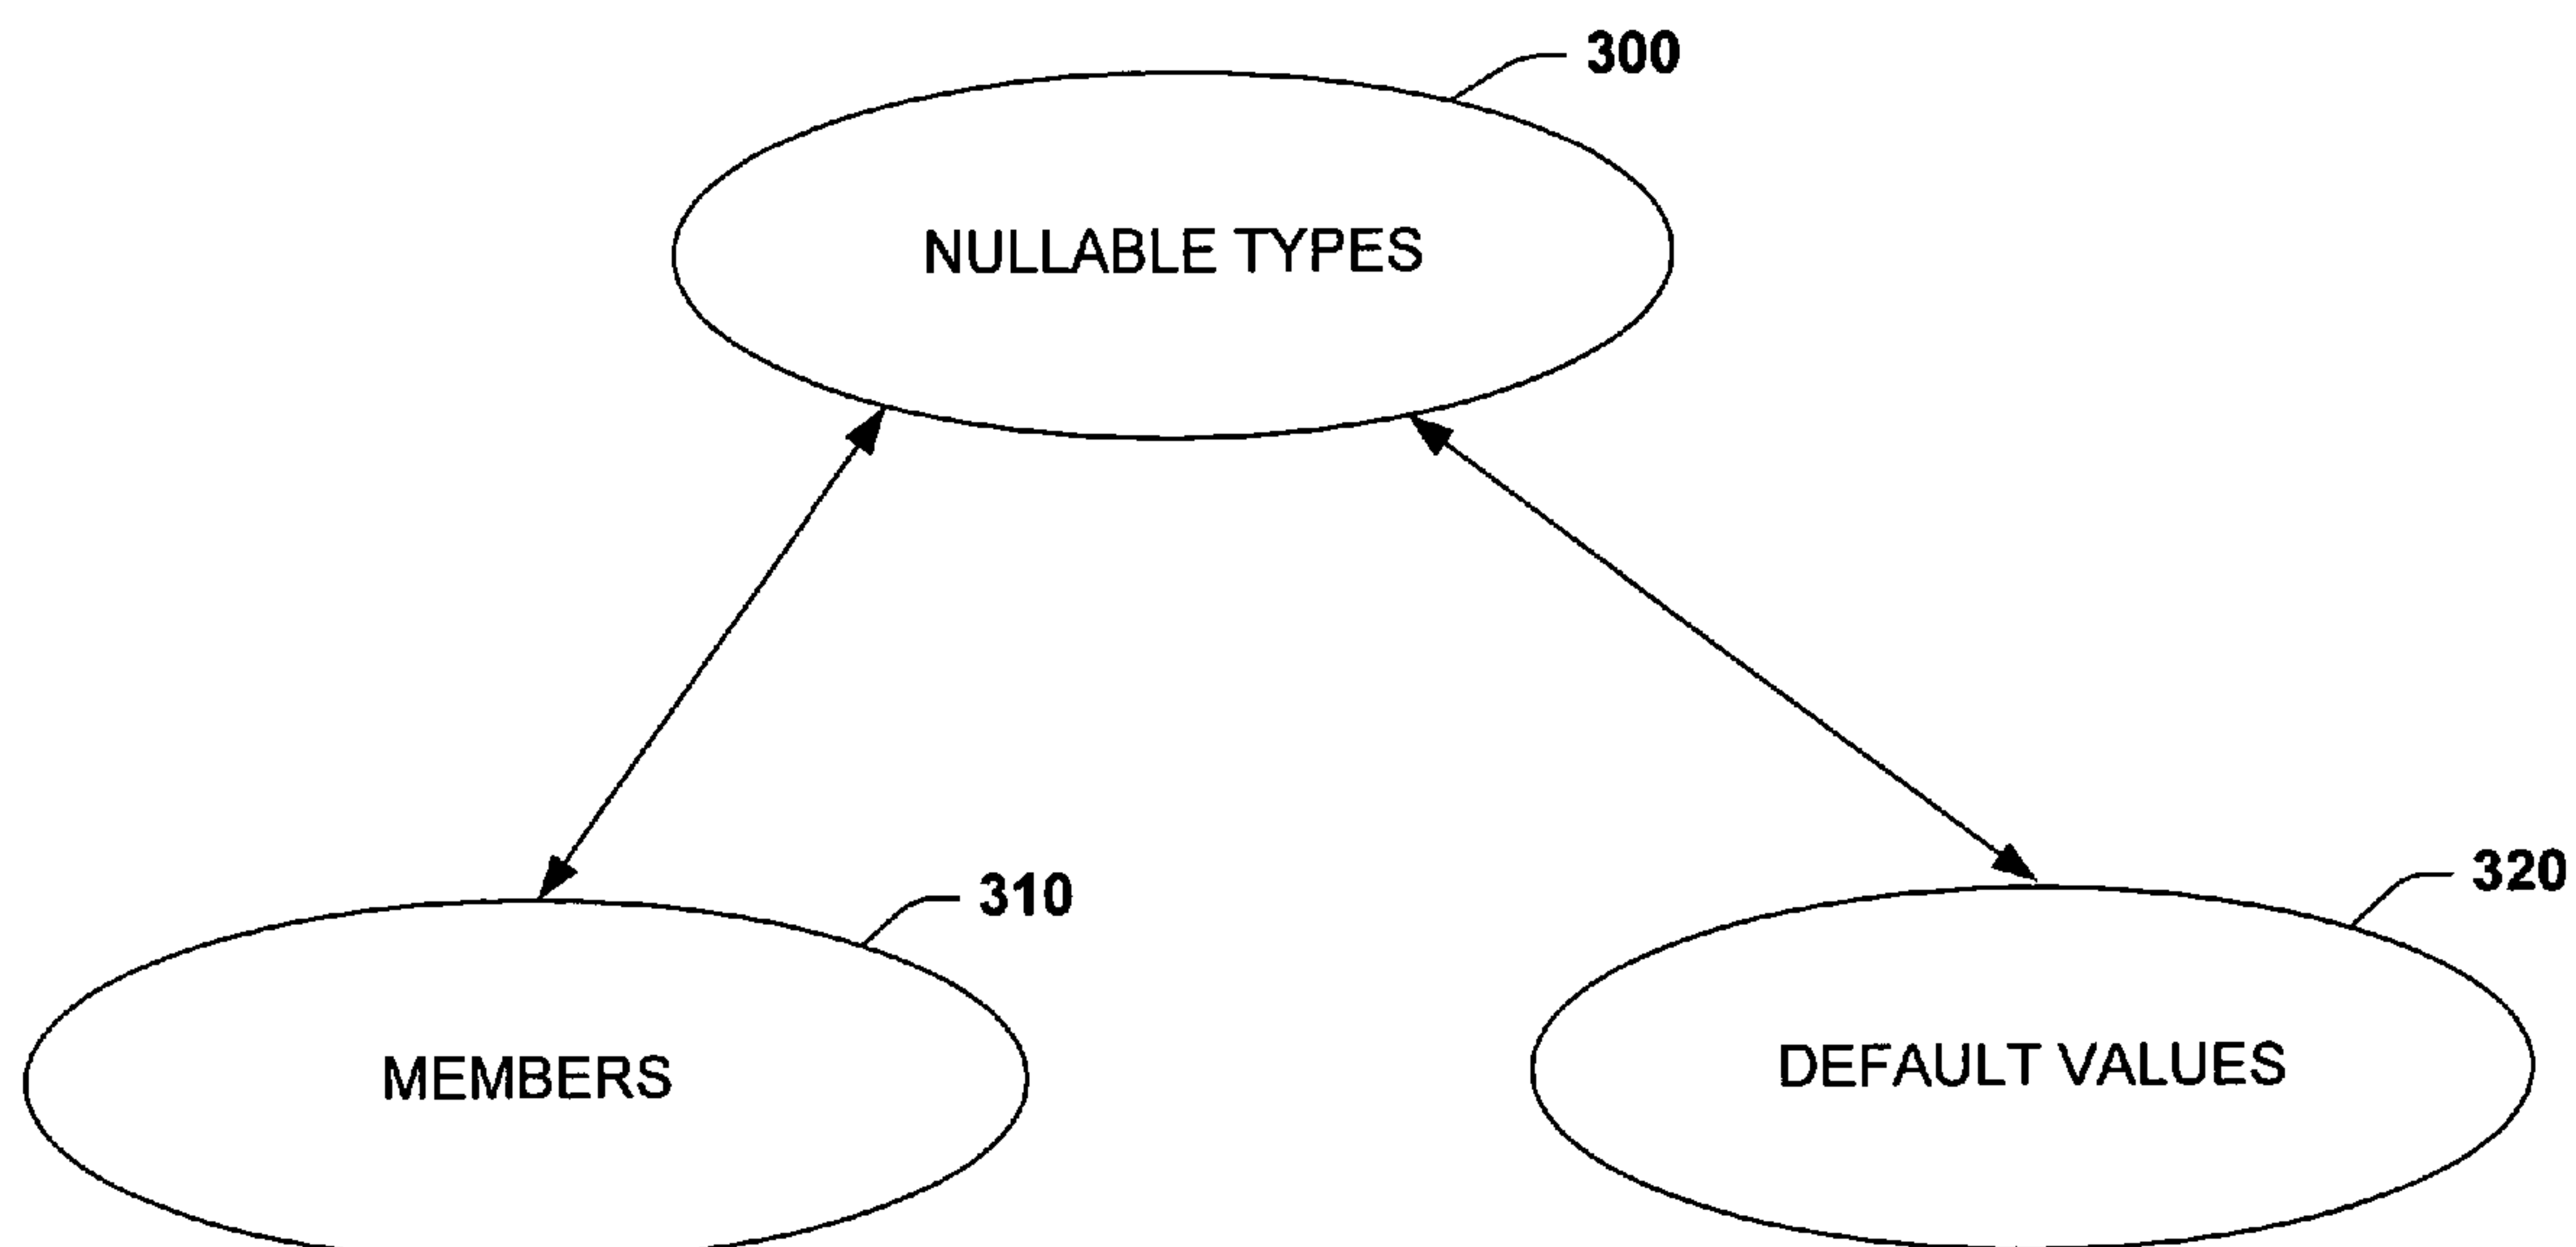 300
NULLABLE TYPES
310
320
MEMBERS
DEFAULT VALUES